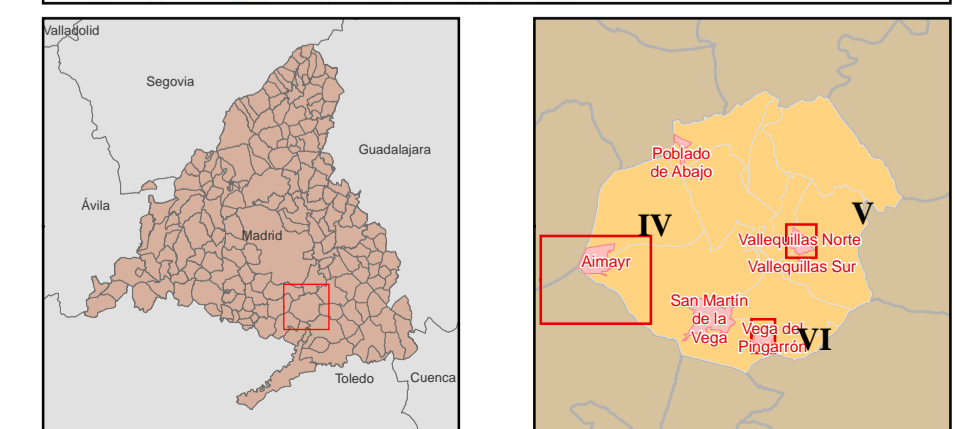 Valladolid
Segovia
Guadalajara
Ávila
Madrid
Toledo
Cuenca
Poblado
de Abajo
IV
V
Vallequillas Norte
Aimayr
Vallequillas Sur
San Martín
de la
Vega
Vega del
Pingarrón
VI